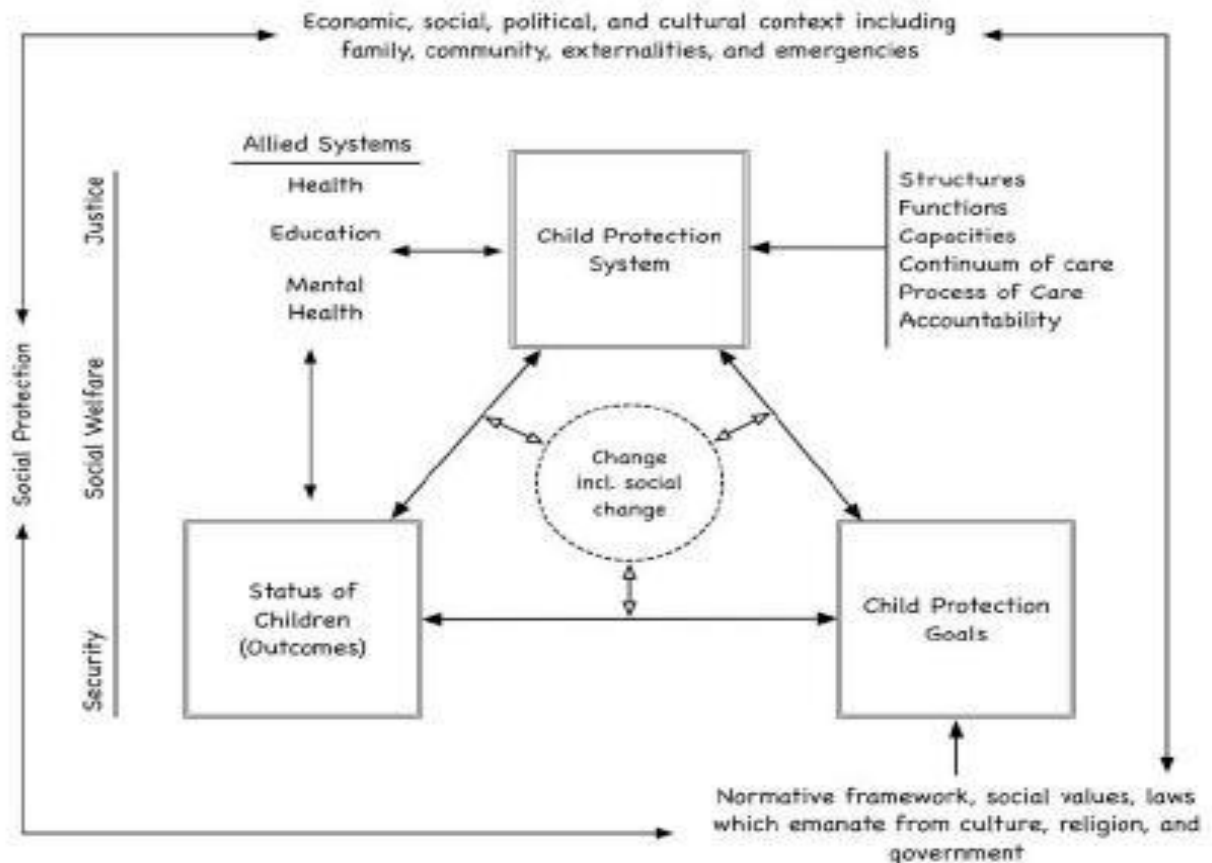 Economic, social, political, and cultural context including
family, community, externalities, and emergencies
Allied Systems
Health
Education
Mental
Health
Justice
Social Welfare
Security
Social Protection
Child Protection
System
Structures
Functions
Capacities
Continuum of care
Process of Care
Accountability
Change
incl. social
change
Status of
Children
(Outcomes)
Child Protection
Goals
Normative framework, social values, laws
which emanate from culture, religion, and
government